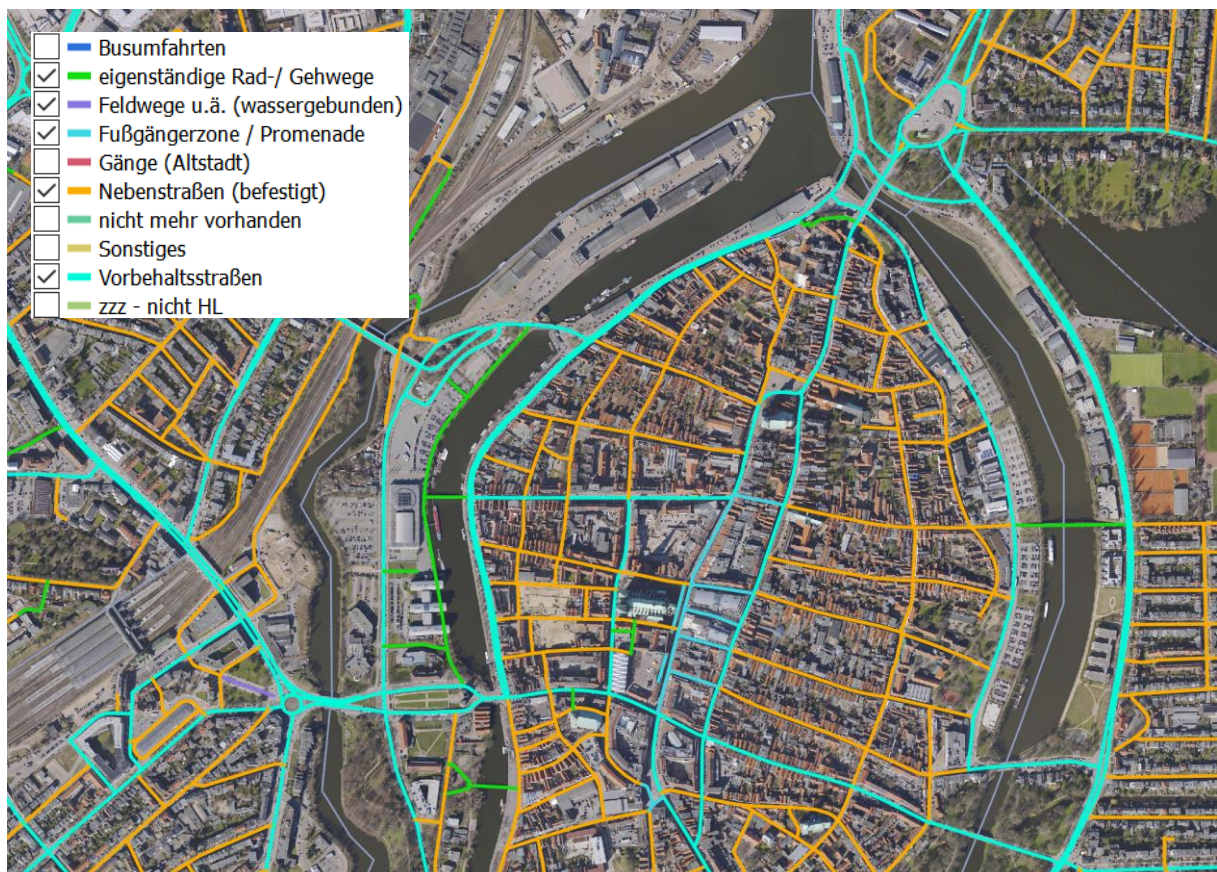 Busumfahrten
eigenständige Rad-/ Gehwege
Feldwege u.ä. (wassergebunden)
Fußgängerzone / Promenade
Gänge (Altstadt)
Nebenstraßen (befestigt)
nicht mehr vorhanden
Sonstiges
Vorbehaltsstraßen
zzz - nicht HL